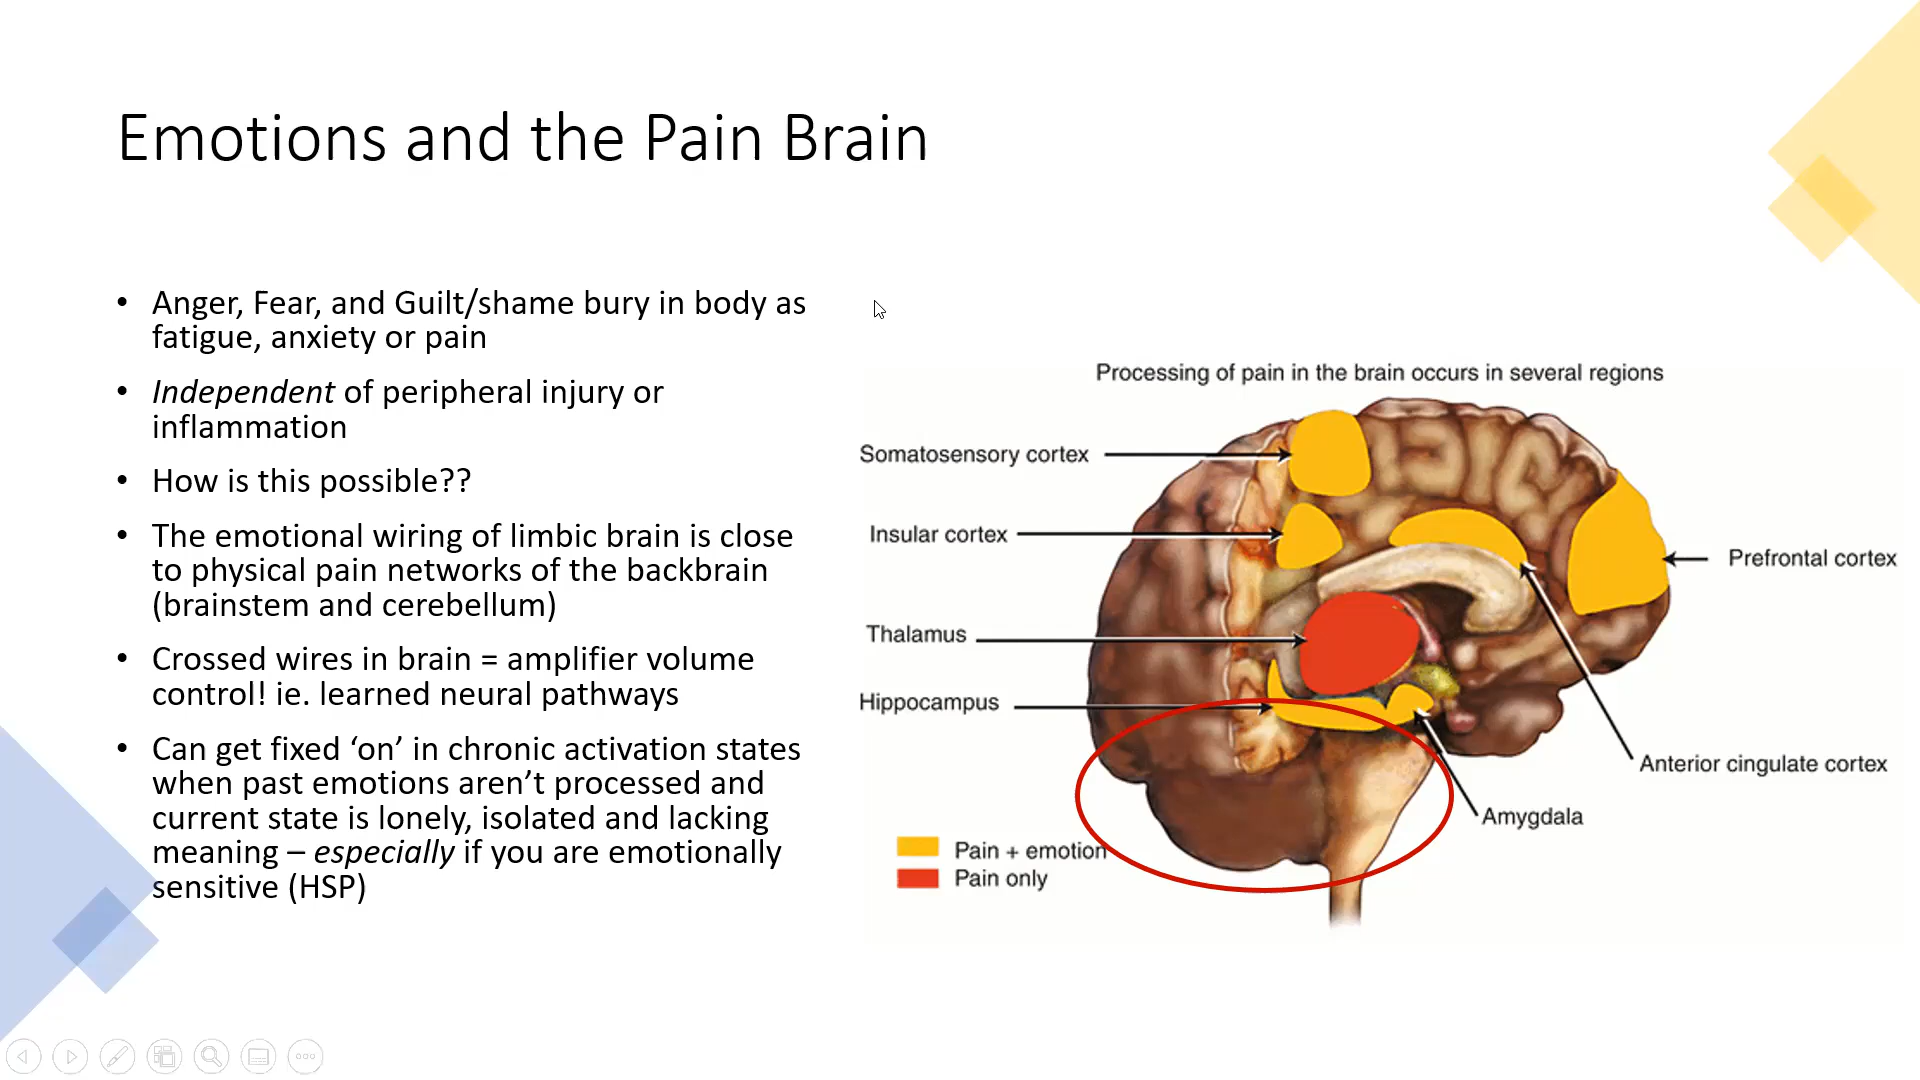 Emotions and the Pain Brain
• Anger, Fear, and Guilt/shame bury in body as
fatigue, anxiety or pain
• Independent of peripheral injury or
inflammation
• How is this possible??
• The emotional wiring of limbic brain is close
to physical pain networks of the backbrain
(brainstem and cerebellum)
• Crossed wires in brain = amplifier volume
control! ie. learned neural pathways
• Can get fixed ‘on’ in chronic activation states
when past emotions aren’t processed and
current state is lonely, isolated and lacking
meaning – especially if you are emotionally
sensitive (HSP)
Processing of pain in the brain occurs in several regions
Somatosensory cortex
Insular cortex
Thalamus
Hippocampus
Prefrontal cortex
Anterior cingulate cortex
Amygdala
Pain + emotion
Pain only